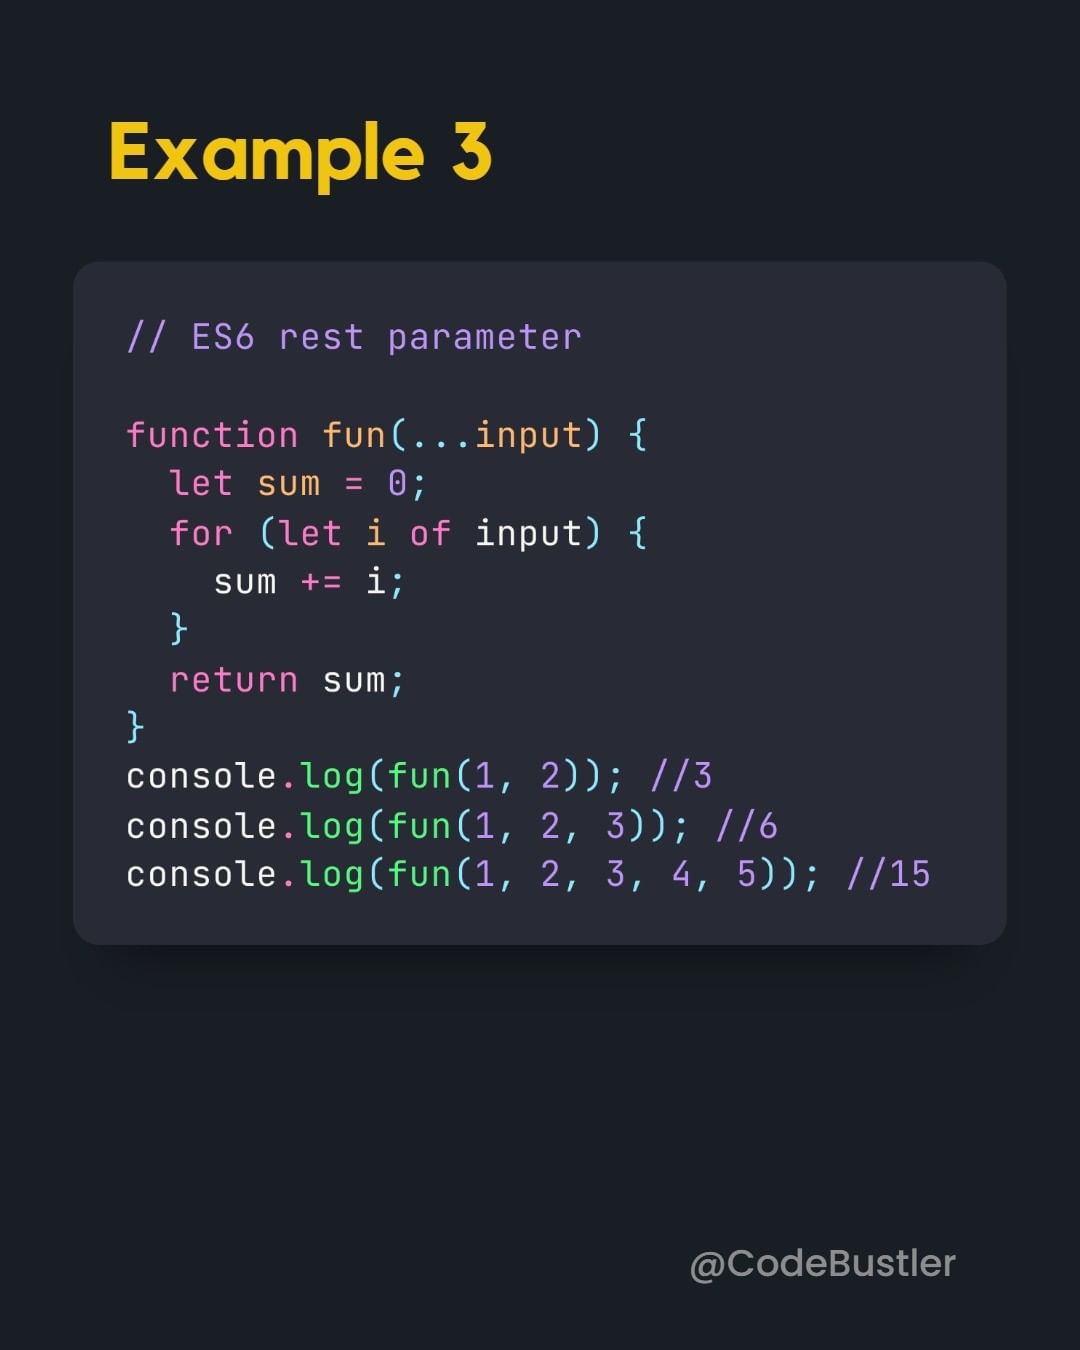 Example 3
// ES6 rest parameter
function fun(...input) {
  let sum = 0;
  for (let i of input) {
    sum += i;
  }
  return sum;
}
console.log(fun(1, 2)); //3
console.log(fun(1, 2, 3)); //6
console.log(fun(1, 2, 3, 4, 5)); //15
@CodeBustler